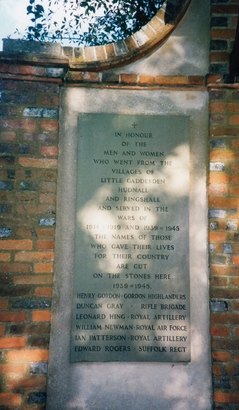 IN HONOUR
OF THE
MEN AND WOMEN
WHO WENT FROM THE
VILLAGES OF
LITTLE GADDESDEN
HUDNALL
AND RINGSHALL
AND SERVED IN THE
WARS OF
1914-1919 AND 1939-1945
THE NAMES OF THOSE
WHO GAVE THEIR LIVES
FOR THEIR COUNTRY
ARE CUT
ON THE STONES HERE
1939-1945.
HENRY GORDON-GORDON HIGHLANDERS
DUNCAN GRAY - RIFLE BRIGADE
LEONARD HING-ROYAL ARTILLERY
WILLIAM NEWMAN-ROYAL AIR FORCE
IAN PATTERSON-ROYAL ARTILLERY
EDWARD ROGERS-SUFFOLK REGT